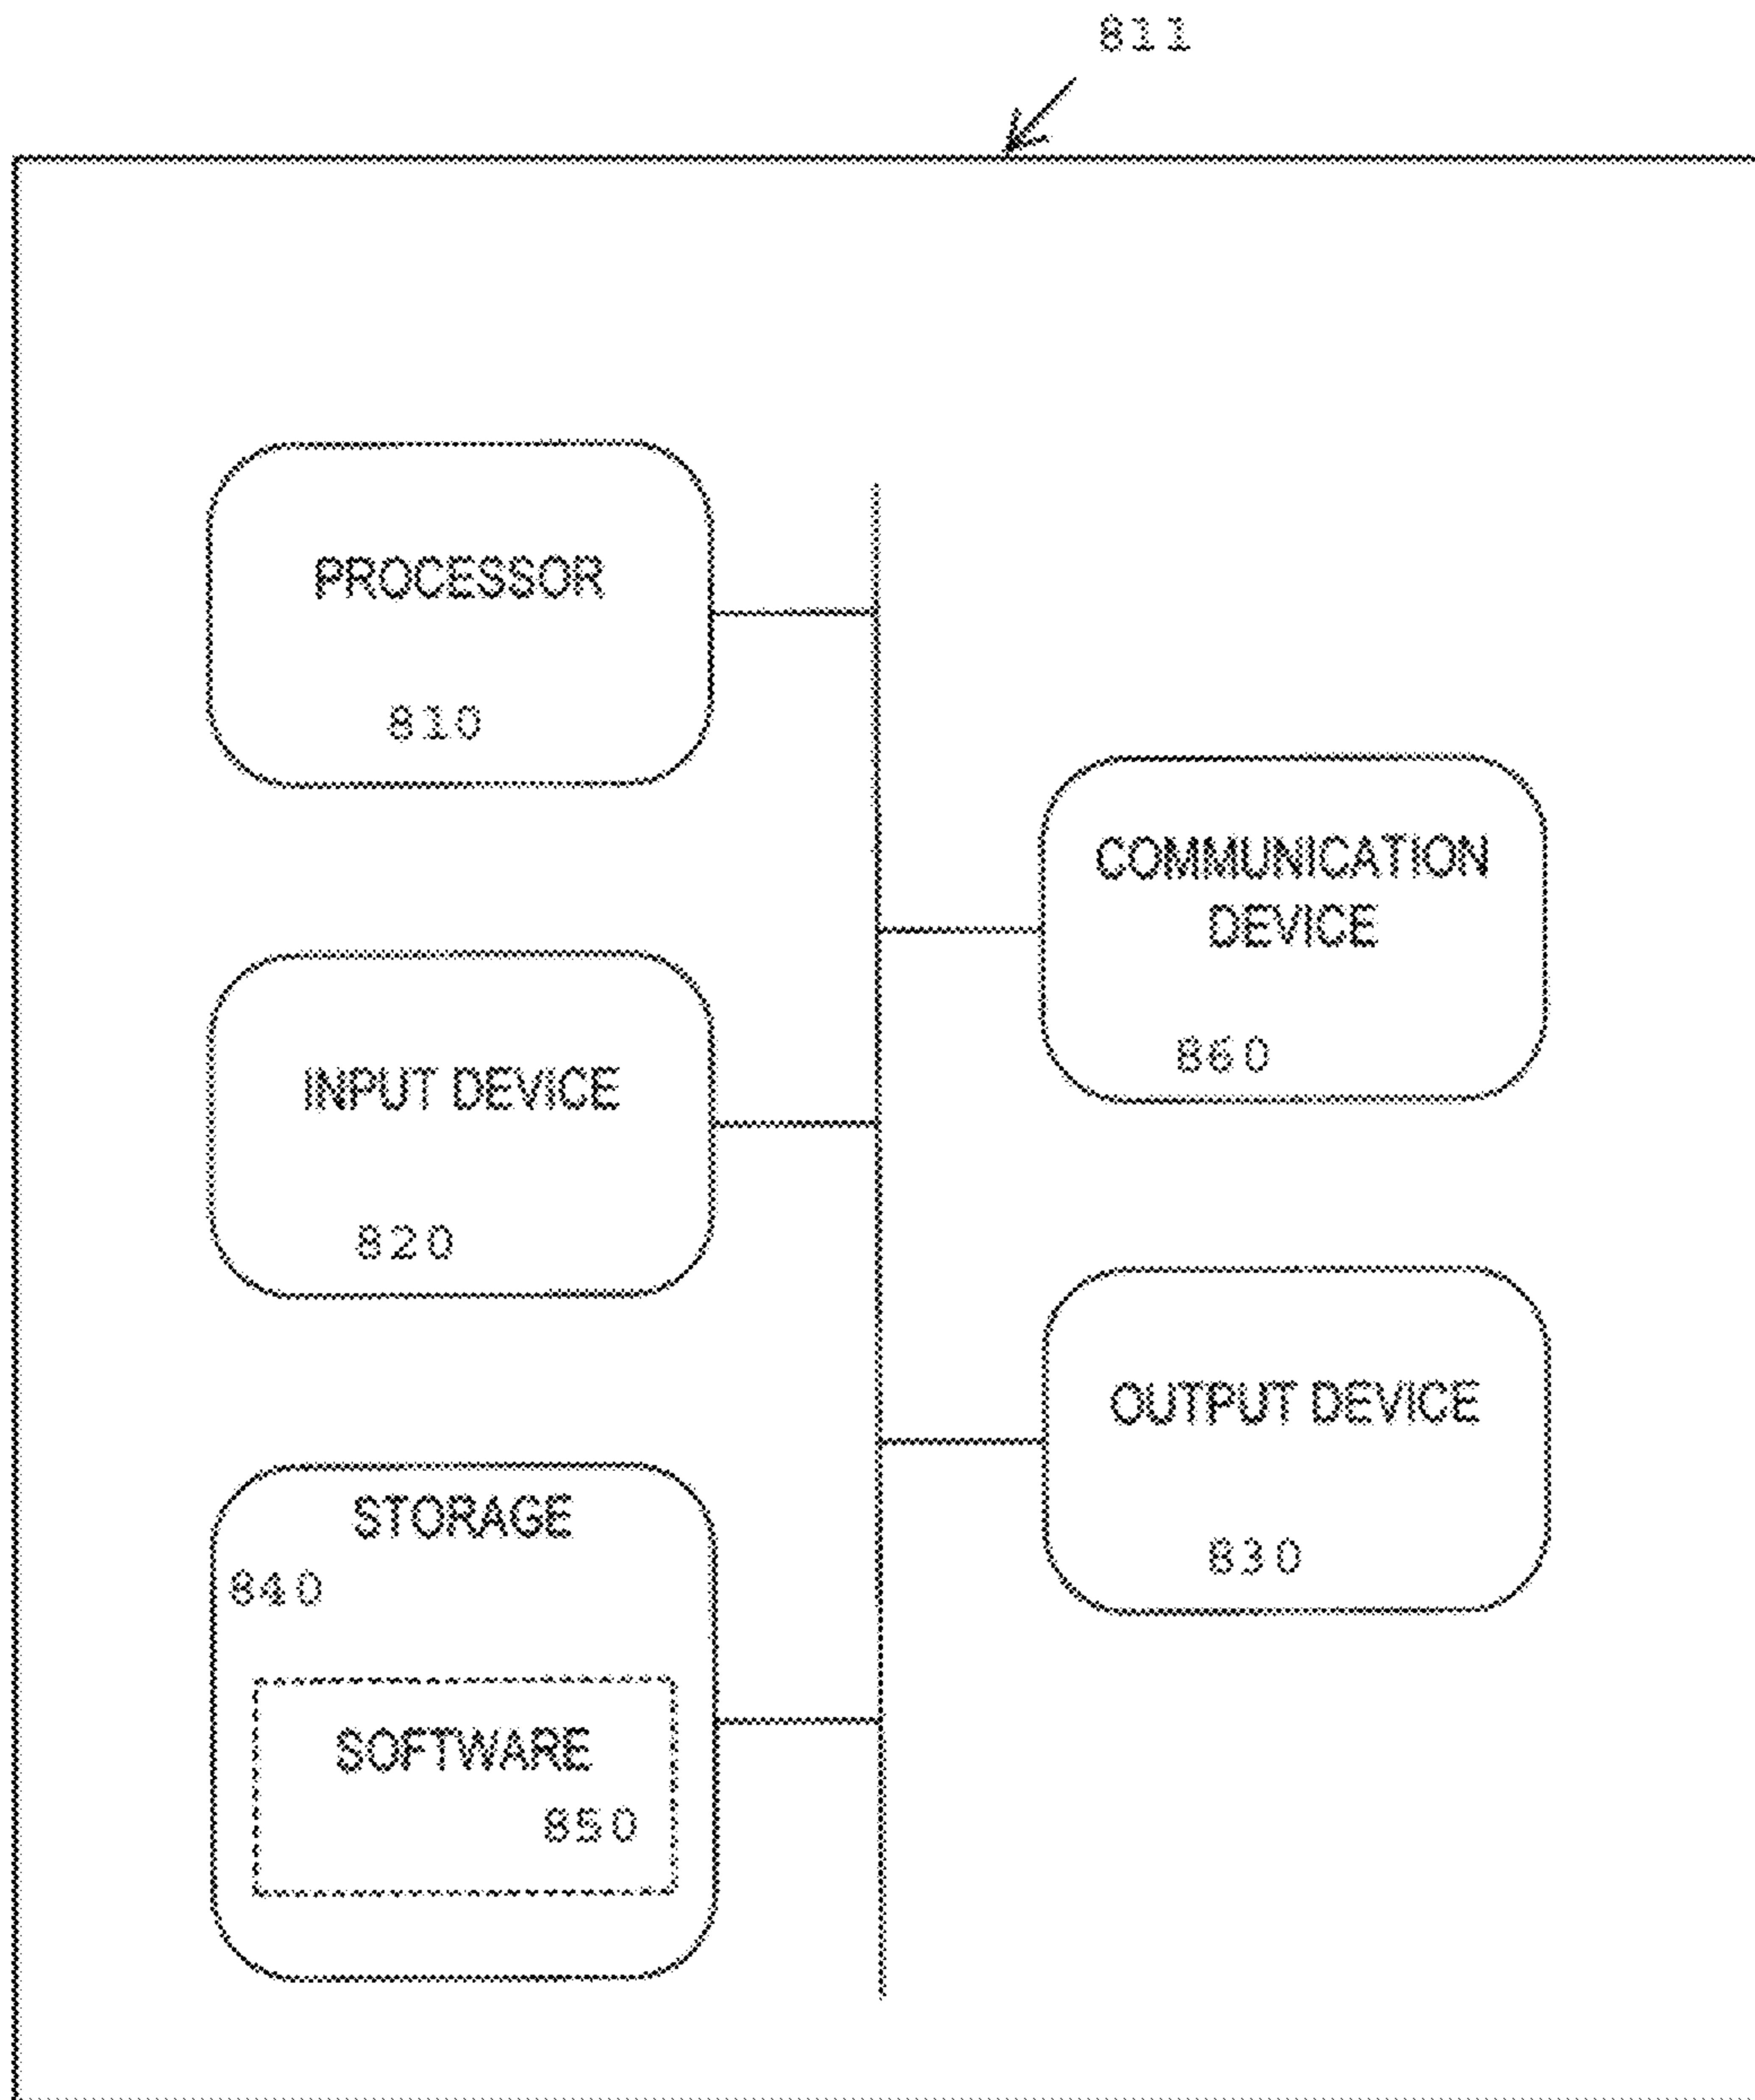 811
PROCESSOR
810
COMMUNICATION
DEVICE
860
INPUT DEVICE
820
OUTPUT DEVICE
830
STORAGE
840
SOFTWARE
850